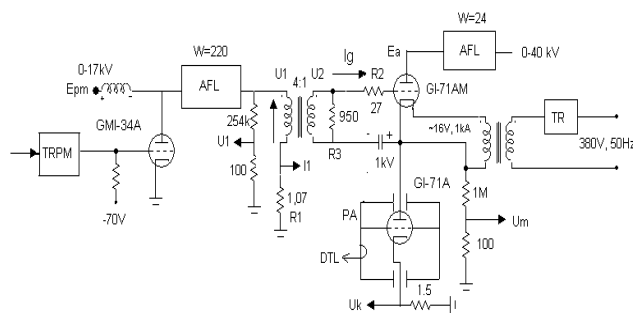 W=24
W=220
Ig
Ea
AFL
0-40 kV
0-17kV
Epm
AFL
U1
U2
4:1
R2
GI-71AM
27
GMI-34A
254k
950
~16V, 1kA
TR
380V, 50Hz
TRPM
U1
R3
+
1kV
100
I1
GI-71A
1M
-70V
1,07
R1
PA
Um
100
DTL
1.5
Uk